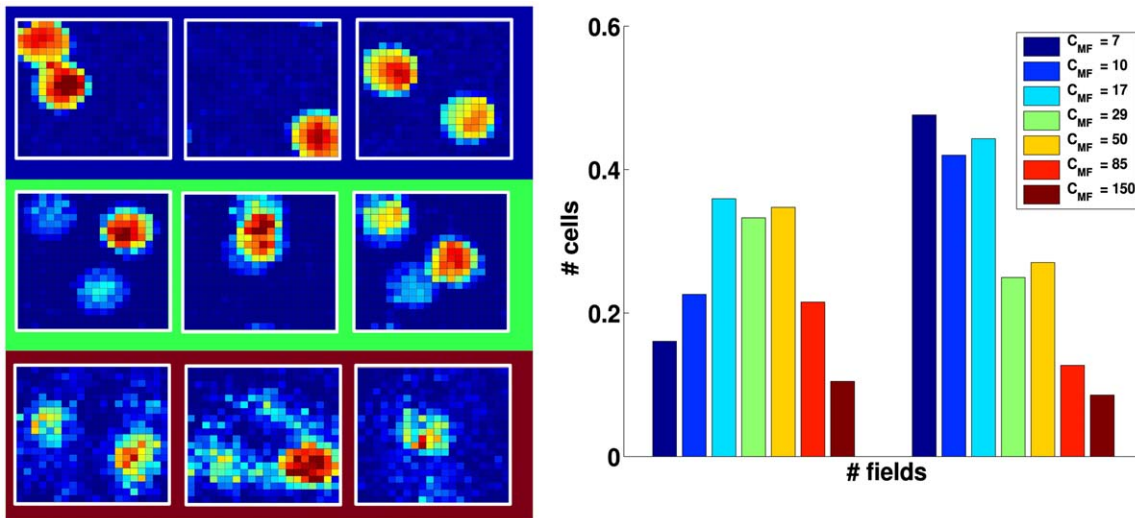 0.6
0.4
0.2
0
# cells
# fields
C_MF = 7
C_MF = 10
C_MF = 17
C_MF = 29
C_MF = 50
C_MF = 85
C_MF = 150